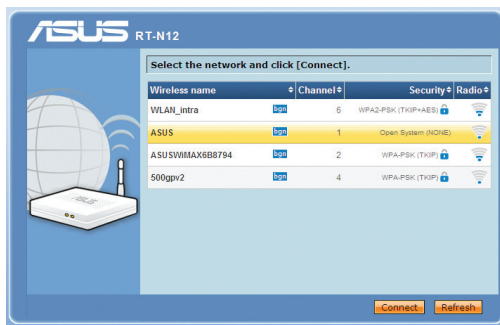 ASUS RT-N12
Select the network and click [Connect].
Wireless name Channel Security Radio
WLAN_intra bgn 6 WPA2-PSK (TKIP+AES)
ASUS bgn 1 Open System (NONE)
ASUSWiMAX6B8794 bgn 2 WPA-PSK (TKIP)
500gpv2 bgn 4 WPA-PSK (TKIP)
ASUS
Connect Refresh